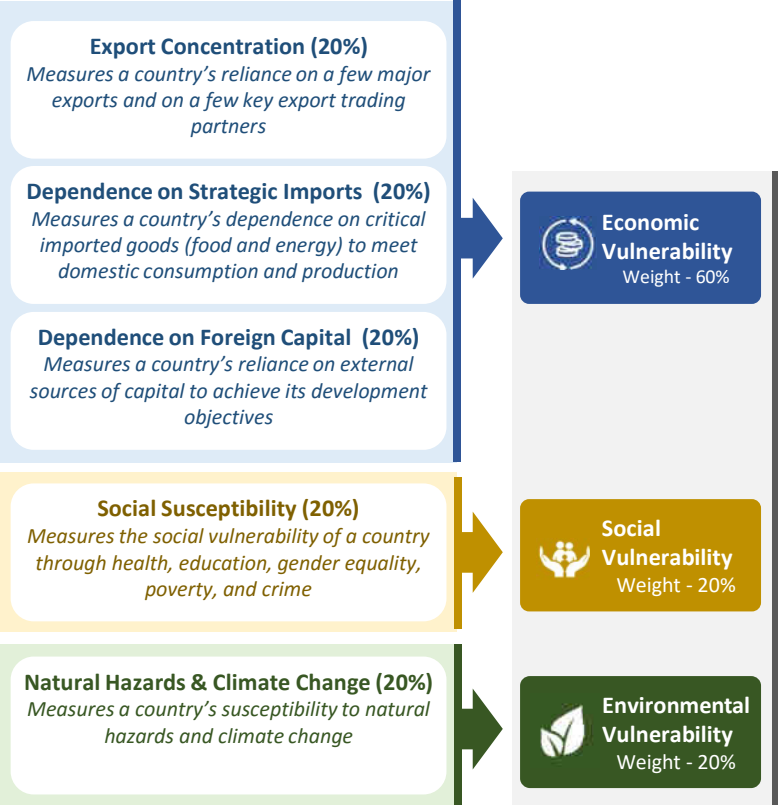 Export Concentration (20%)
Measures a country's reliance on a few major
exports and on a few key export trading
partners
Dependence on Strategic Imports (20%)
Measures a country's dependence on critical
imported goods (food and energy) to meet
domestic consumption and production
Dependence on Foreign Capital (20%)
Measures a country's reliance on external
sources of capital to achieve its development
objectives
Economic
Vulnerability
Weight - 60%
Social Susceptibility (20%)
Measures the social vulnerability of a country
through health, education, gender equality,
poverty, and crime
Social
Vulnerability
Weight - 20%
Natural Hazards & Climate Change (20%)
Measures a country's susceptibility to natural
hazards and climate change
Environmental
Vulnerability
Weight - 20%